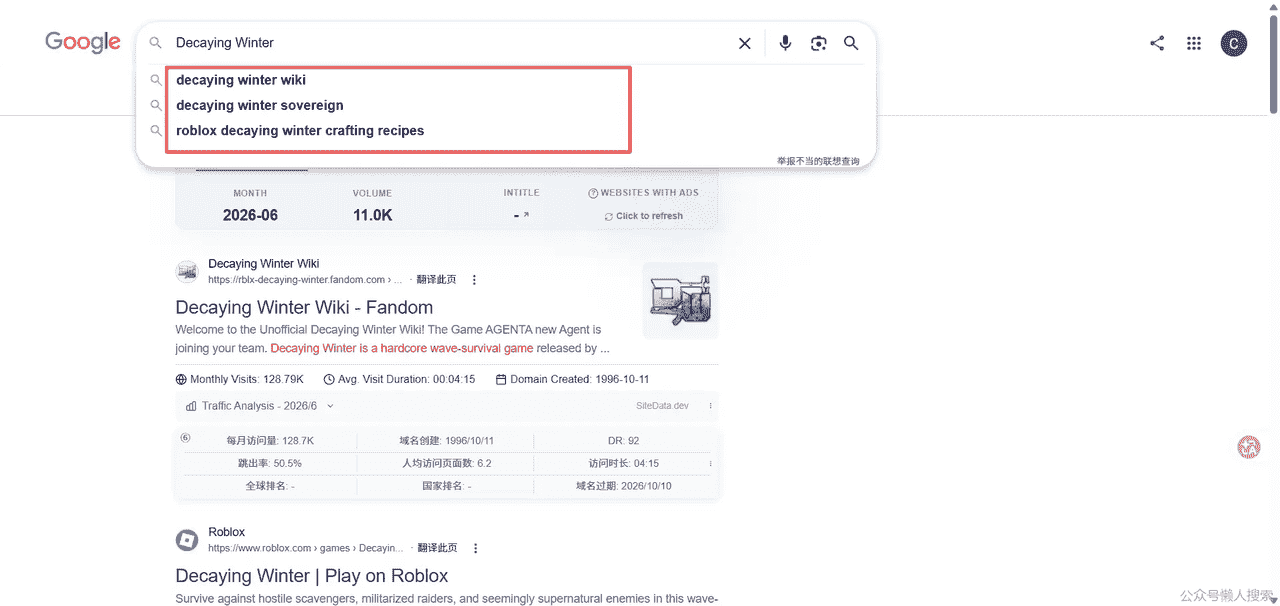 Google
Decaying Winter
C
decaying winter wiki
decaying winter sovereign
roblox decaying winter crafting recipes
举报不当的联想查询
MONTH VOLUME INTITLE WEBSITES WITH ADS
2026-06 11.0K - Click to refresh
Decaying Winter Wiki
https://rblx-decaying-winter.fandom.com › ... · 翻译此页
Decaying Winter Wiki - Fandom
Welcome to the Unofficial Decaying Winter Wiki! The Game AGENTA new Agent is
joining your team. Decaying Winter is a hardcore wave-survival game released by ...
Monthly Visits: 128.79K Avg. Visit Duration: 00:04:15 Domain Created: 1996-10-11
Traffic Analysis - 2026/6 SiteData.dev
6 每月访问量: 128.7K 域名创建: 1996/10/11 DR: 92
跳出率: 50.5% 人均访问页面数: 6.2 访问时长: 04:15
全球排名: - 国家排名: - 域名过期: 2026/10/10
Roblox
https://www.roblox.com › games › Decayin... · 翻译此页
Decaying Winter | Play on Roblox
Survive against hostile scavengers, militarized raiders, and seemingly supernatural enemies in this wave-
公众号懒人搜索